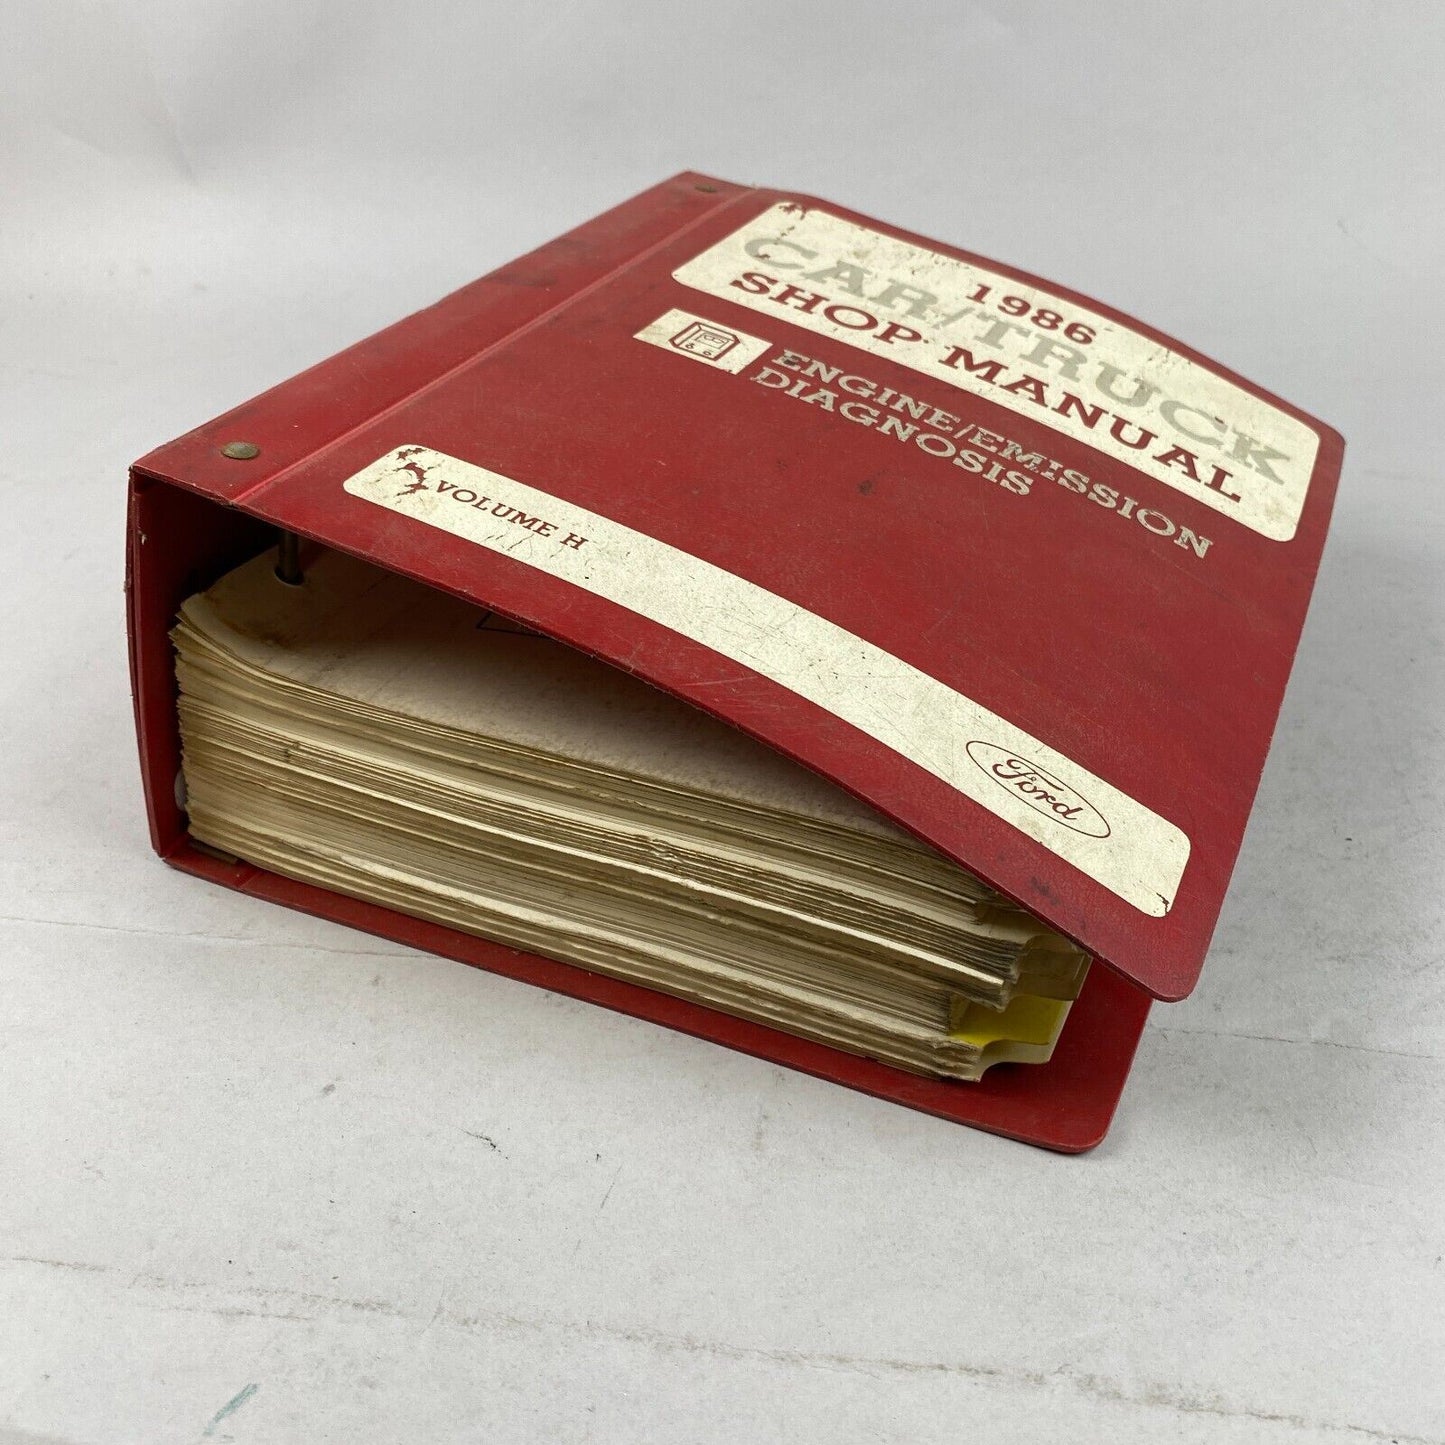 1986
CAR/TRUCK
SHOP MANUAL
ENGINE/EMISSION
DIAGNOSIS
VOLUME H
Ford